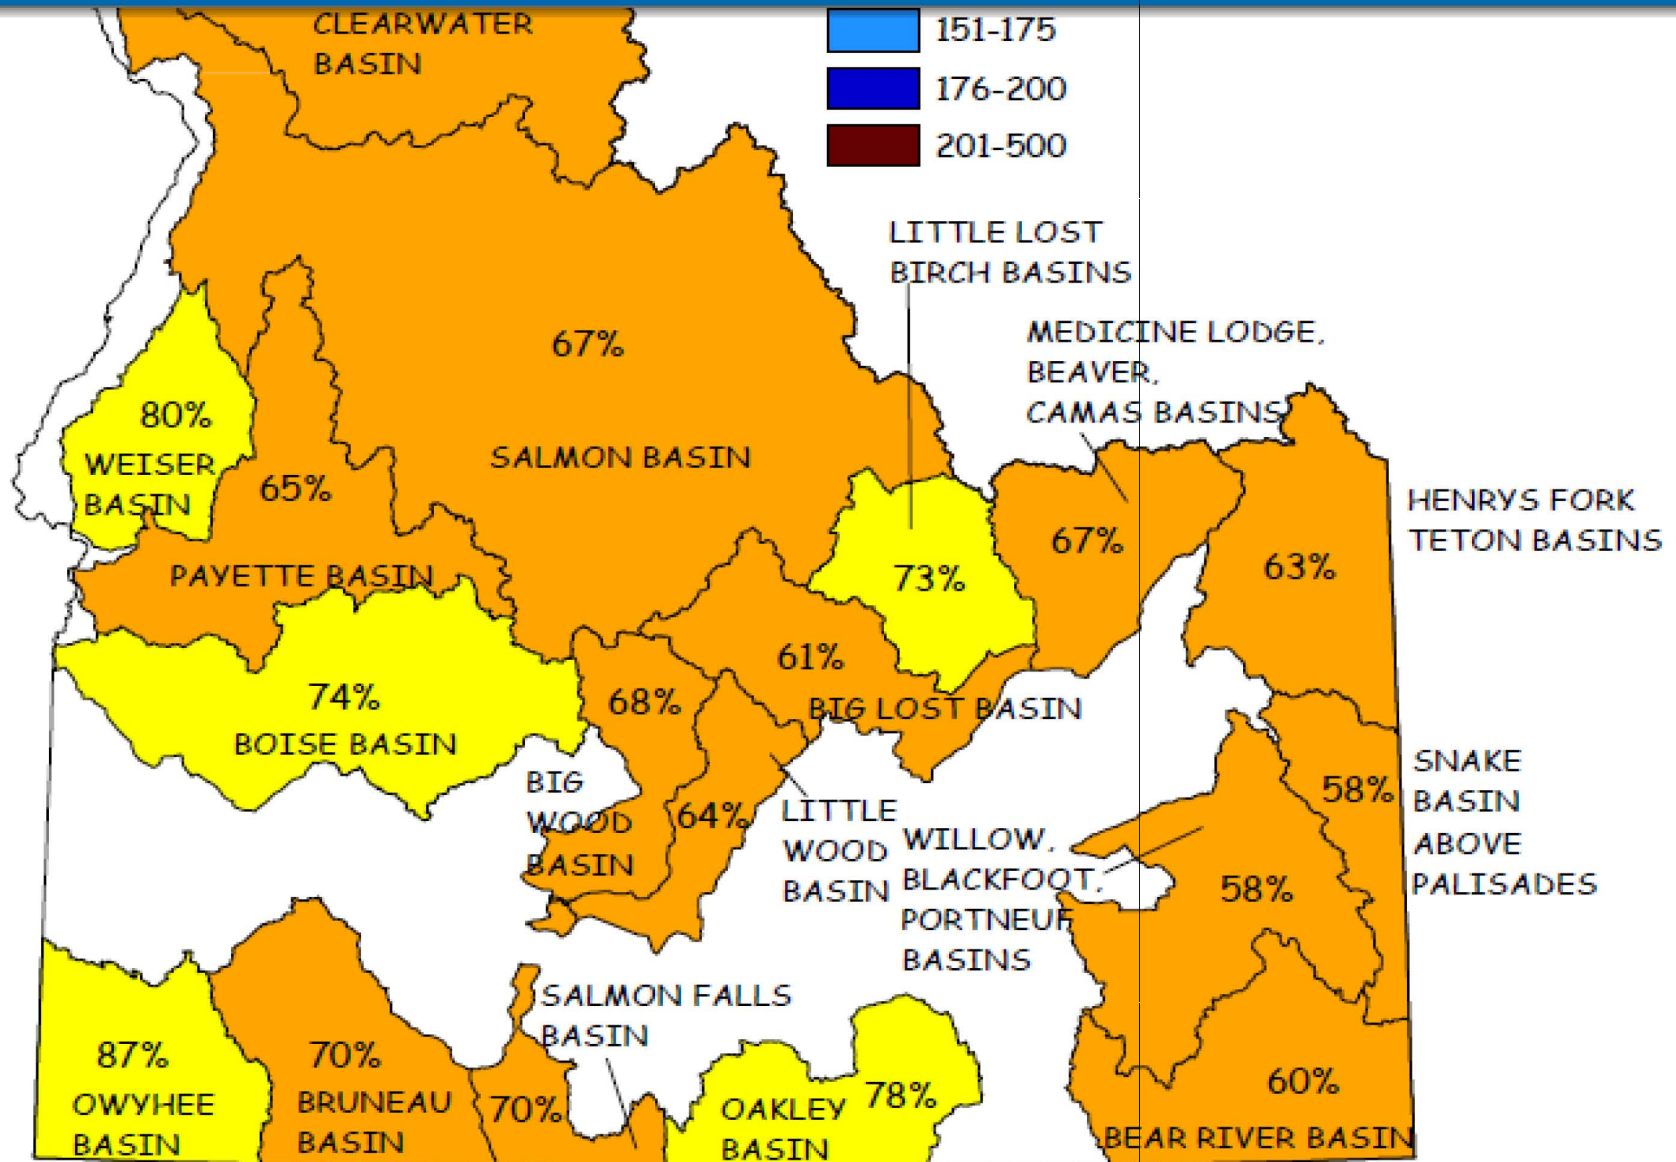 CLEARWATER
BASIN
151-175
176-200
201-500
LITTLE LOST
BIRCH BASINS
MEDICINE LODGE,
BEAVER,
CAMAS BASINS
67%
SALMON BASIN
80%
WEISER
BASIN
65%
PAYETTE BASIN
73%
67%
63%
HENRYS FORK
TETON BASINS
74%
BOISE BASIN
68%
61%
BIG LOST BASIN
BIG
WOOD
BASIN
64%
LITTLE
WOOD
BASIN
WILLOW,
BLACKFOOT,
PORTNEUF
BASINS
58%
58%
SNAKE
BASIN
ABOVE
PALISADES
87%
OWYHEE
BASIN
70%
BRUNEAU
BASIN
SALMON FALLS
BASIN
70%
OAKLEY
BASIN
78%
60%
BEAR RIVER BASIN